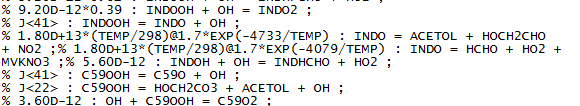 % 9.20D-12*0.39 : INDOOH + OH = INDO2 ;
% J<41> : INDOOH = INDO + OH ;
% 1.80D+13*(TEMP/298)@1.7*EXP(-4733/TEMP) : INDO = ACETOL + HOCH2CHO
+ NO2 ;% 1.80D+13*(TEMP/298)@1.7*EXP(-4079/TEMP) : INDO = HCHO + HO2 +
MVKNO3 ;% 5.60D-12 : INDOH + OH = INDHCHO + HO2 ;
% J<41> : C59OOH = C59O + OH ;
% J<22> : C59OOH = HOCH2CO3 + ACETOL + OH ;
% 3.60D-12 : OH + C59OOH = C59O2 ;